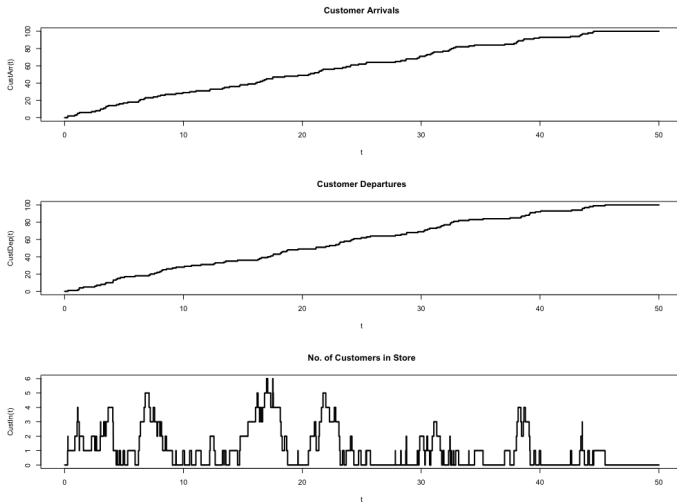 Customer Arrivals
CustArr(t)
0 20 40 60 80 100
0 10 20 30 40 50
t
Customer Departures
CustDep(t)
0 20 40 60 80 100
0 10 20 30 40 50
t
No. of Customers in Store
CustIn(t)
0 1 2 3 4 5 6
0 10 20 30 40 50
t